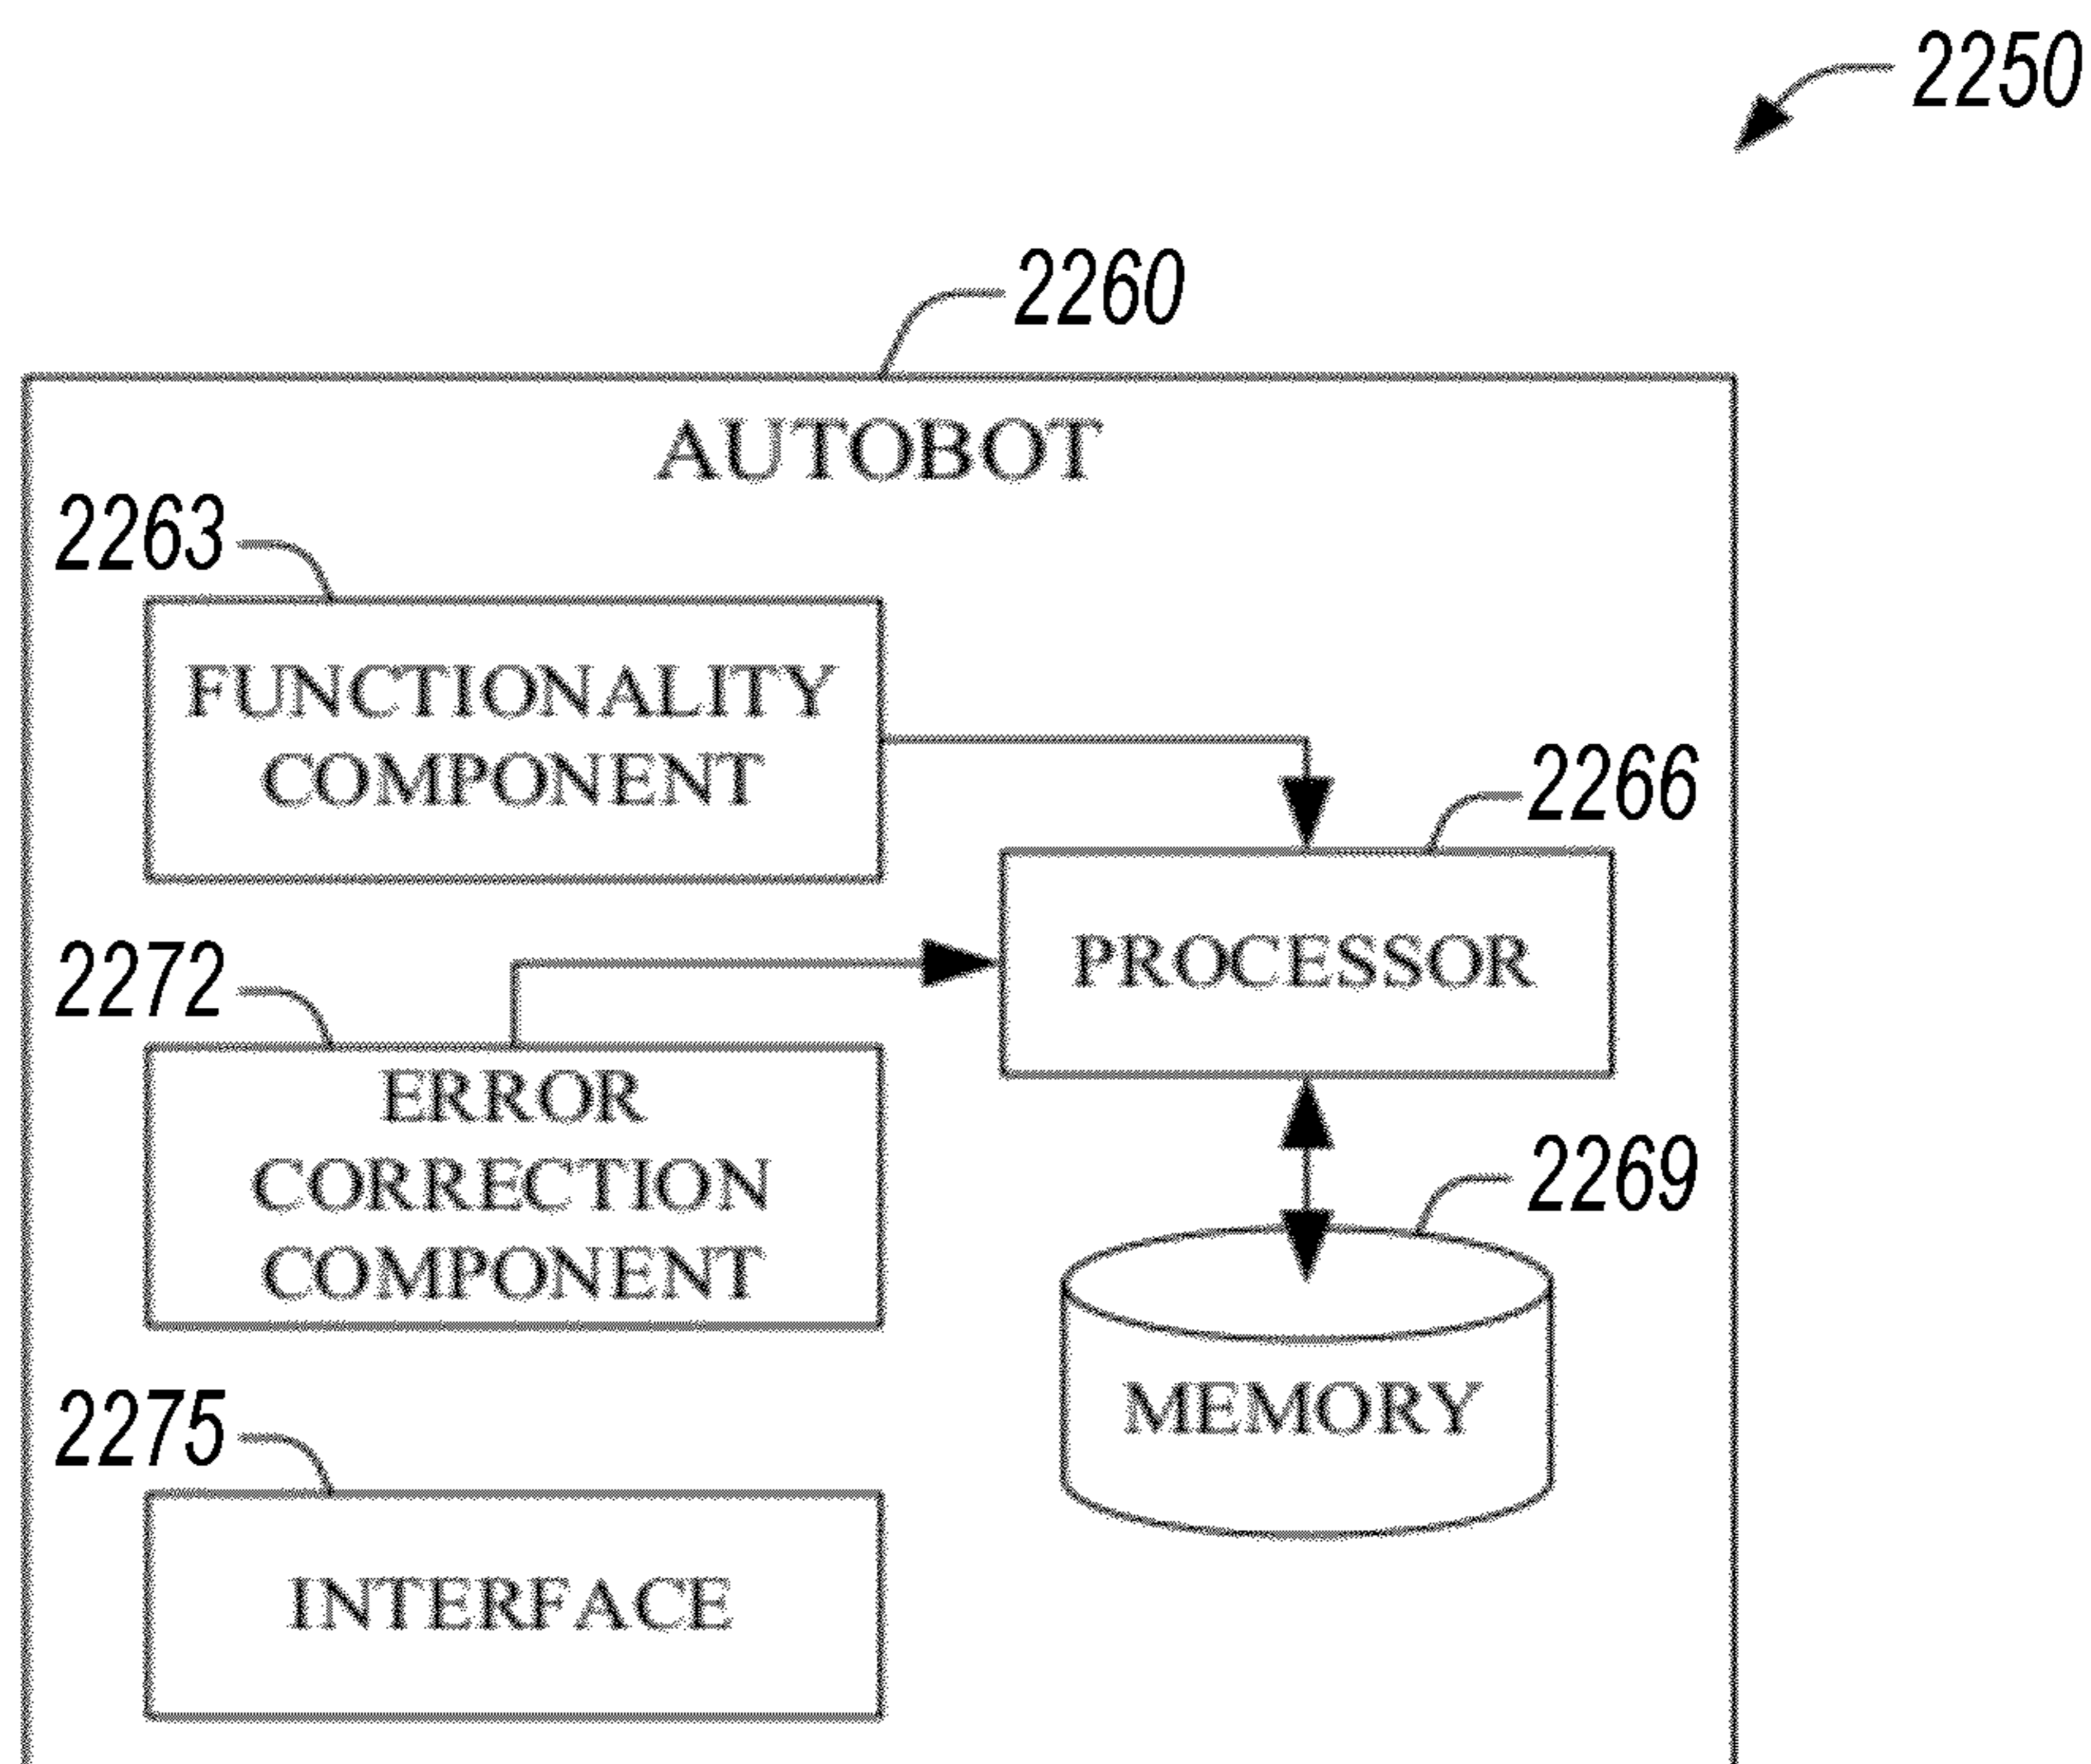 2250
2260
AUTOBOT
2263
FUNCTIONALITY
COMPONENT
2266
PROCESSOR
2272
ERROR
CORRECTION
COMPONENT
2269
MEMORY
2275
INTERFACE